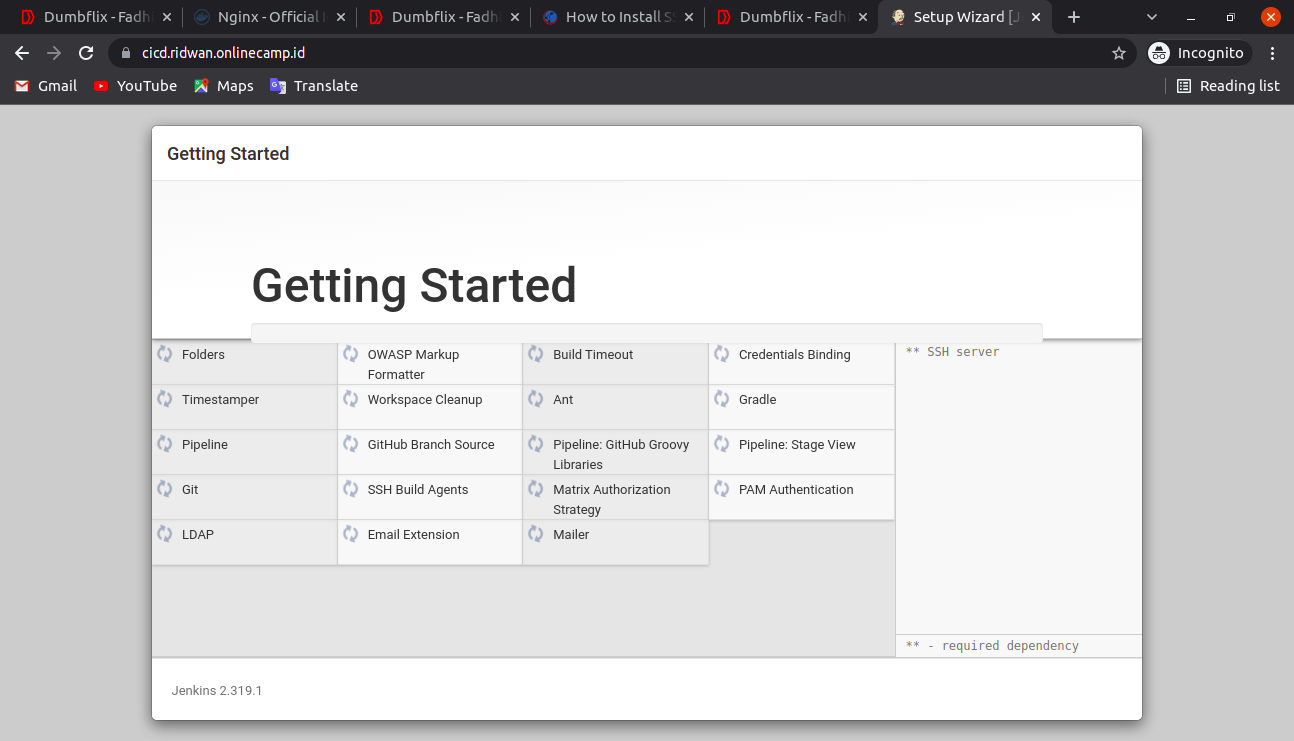 Dumbflix - Fadh
Nginx - Official
Dumbflix - Fadh
How to Install S
Dumbflix - Fadh
Setup Wizard [J
cicd.ridwan.onlinecamp.id
Incognito
Gmail
YouTube
Maps
Translate
Reading list
Getting Started
Getting Started
Folders
OWASP Markup
Formatter
Build Timeout
Credentials Binding
** SSH server
Timestamper
Workspace Cleanup
Ant
Gradle
Pipeline
GitHub Branch Source
Pipeline: GitHub Groovy
Libraries
Pipeline: Stage View
Git
SSH Build Agents
Matrix Authorization
Strategy
PAM Authentication
LDAP
Email Extension
Mailer
** - required dependency
Jenkins 2.319.1